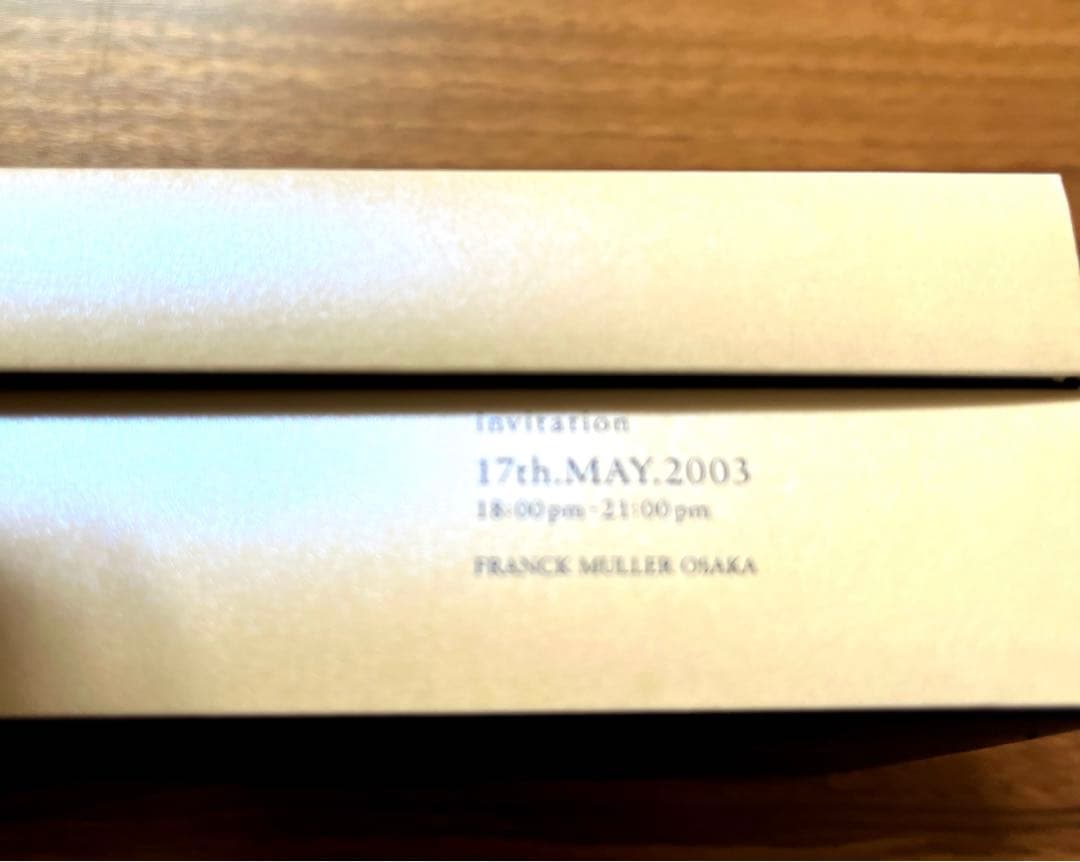 invitation
17th.MAY.2003
18:00pm-21:00pm
FRANCK MULLER OSAKA